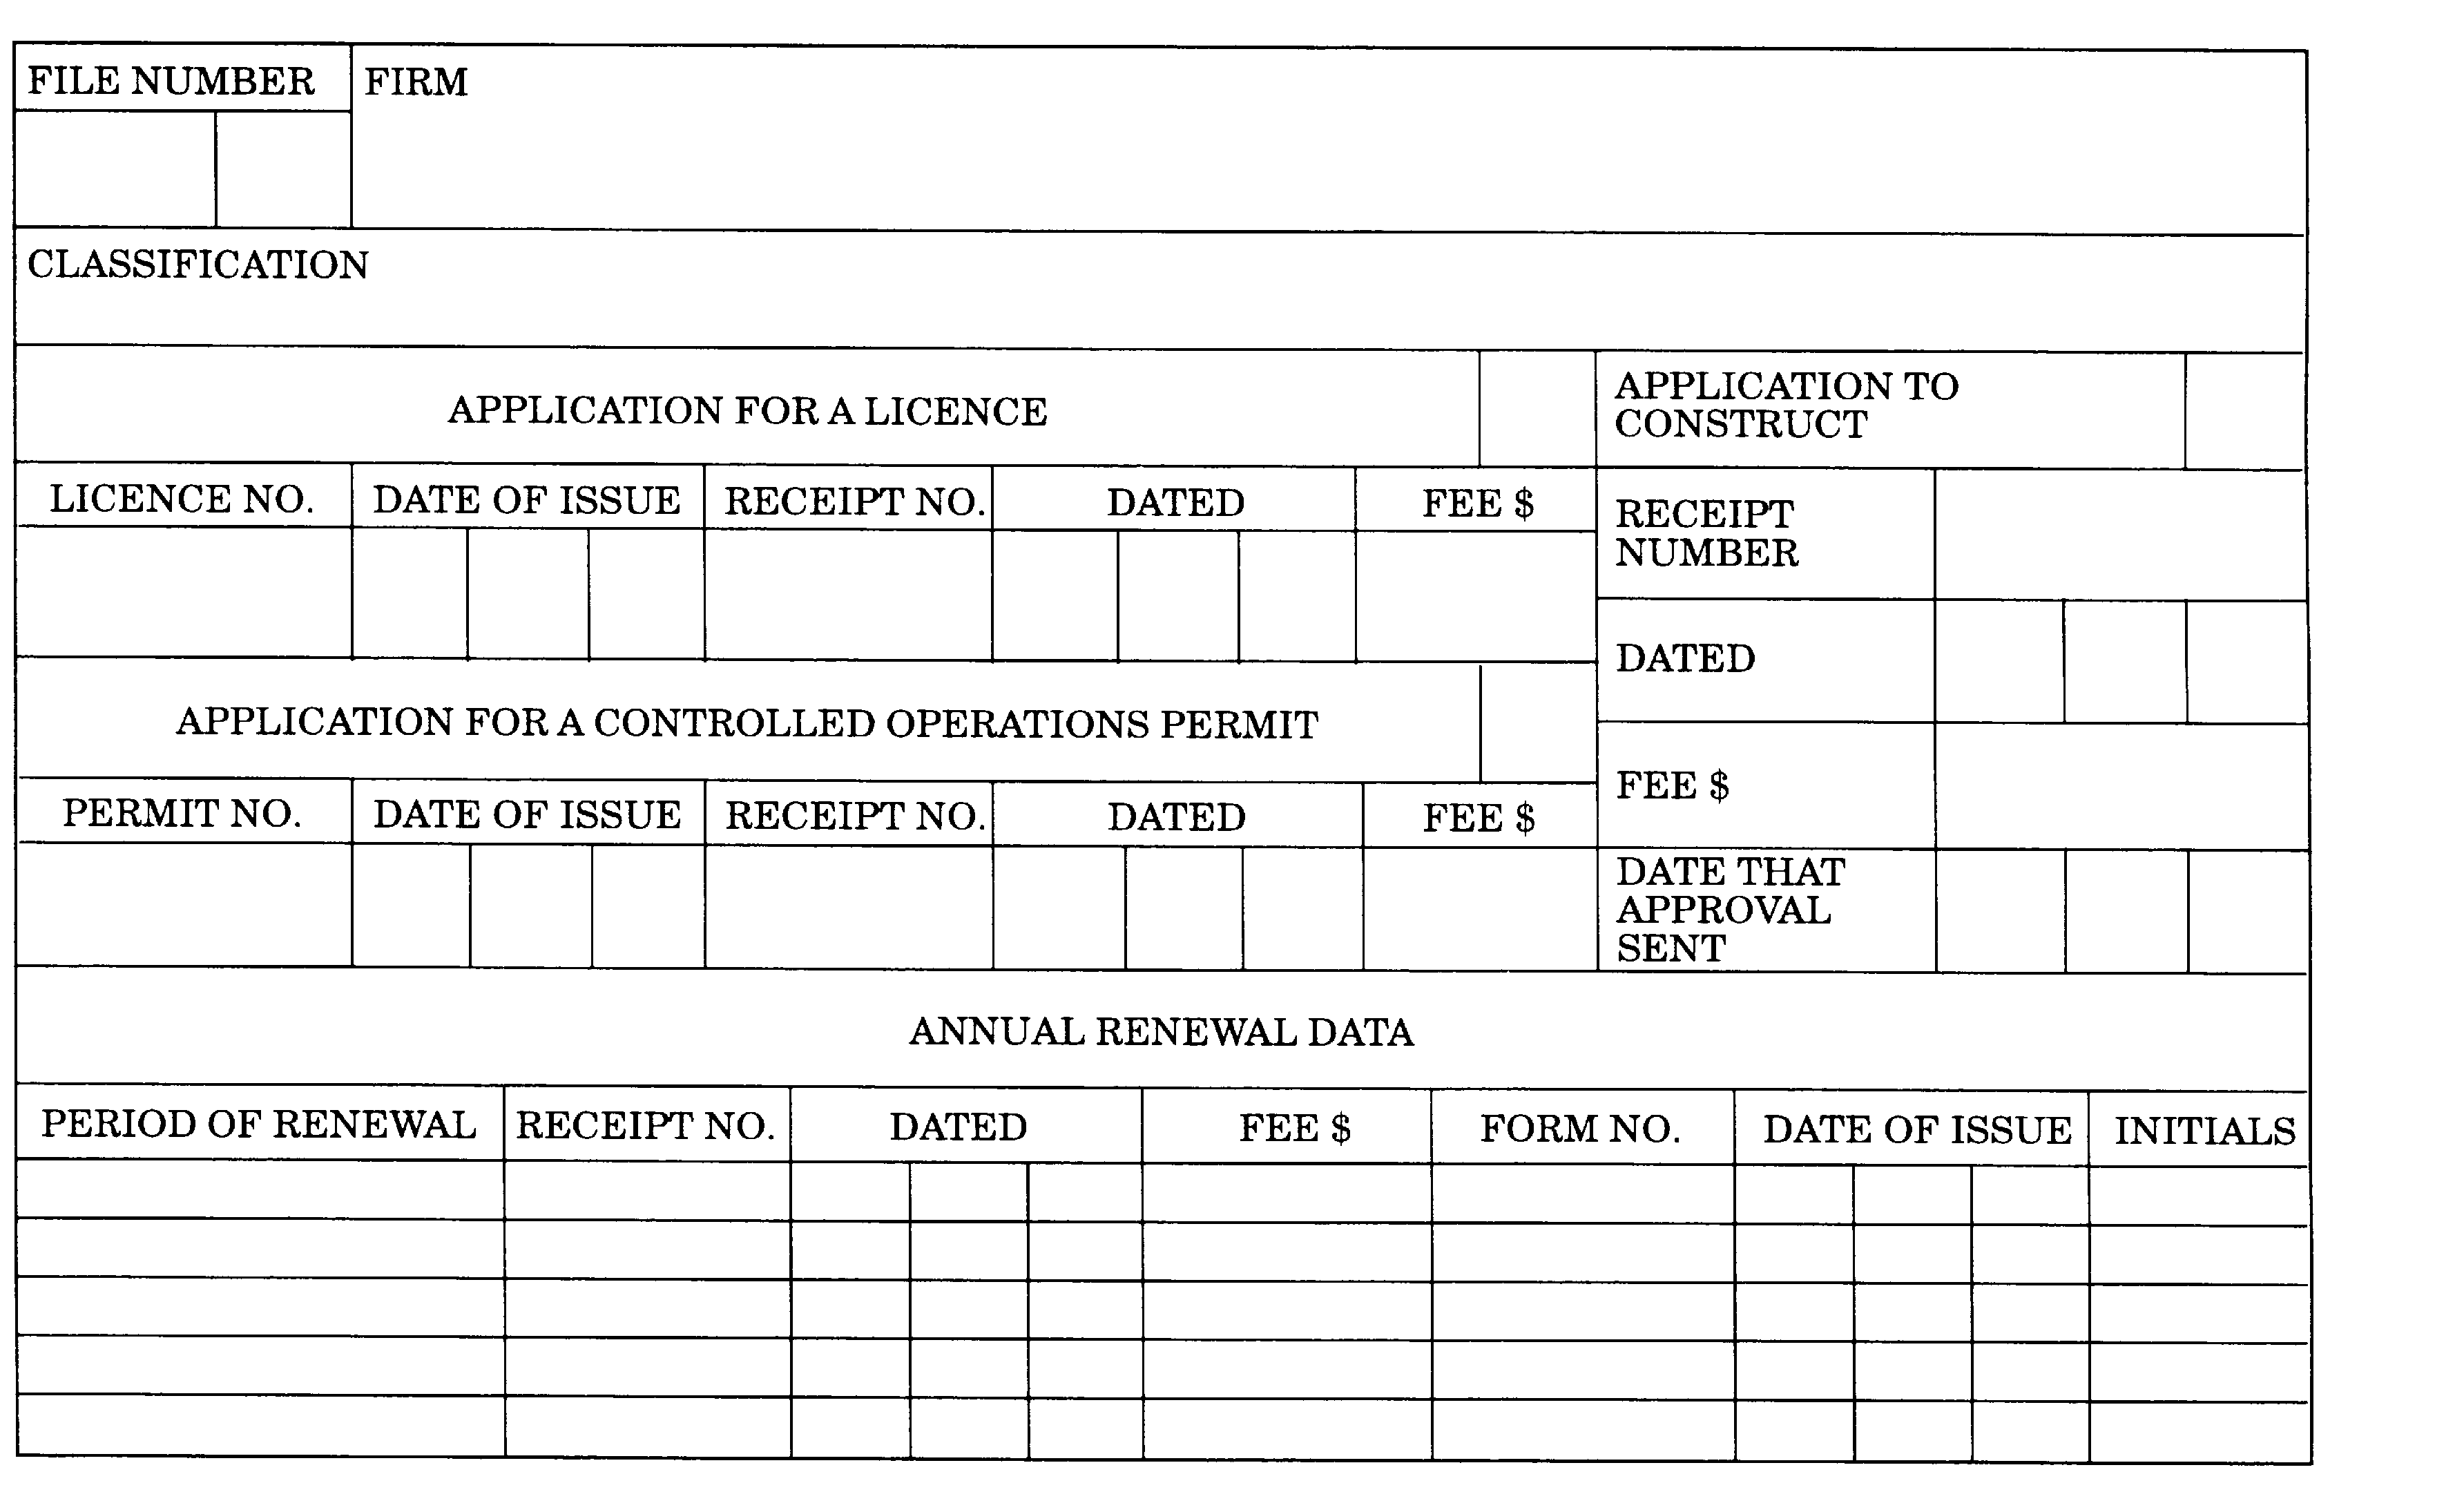 FILE NUMBER FIRM
CLASSIFICATION
APPLICATION FOR A LICENCE
APPLICATION TO
CONSTRUCT
LICENCE NO. DATE OF ISSUE RECEIPT NO. DATED FEE $
RECEIPT
NUMBER
DATED
APPLICATION FOR A CONTROLLED OPERATIONS PERMIT
FEE $
PERMIT NO. DATE OF ISSUE RECEIPT NO. DATED FEE $
DATE THAT
APPROVAL
SENT
ANNUAL RENEWAL DATA
PERIOD OF RENEWAL RECEIPT NO. DATED FEE $ FORM NO. DATE OF ISSUE INITIALS